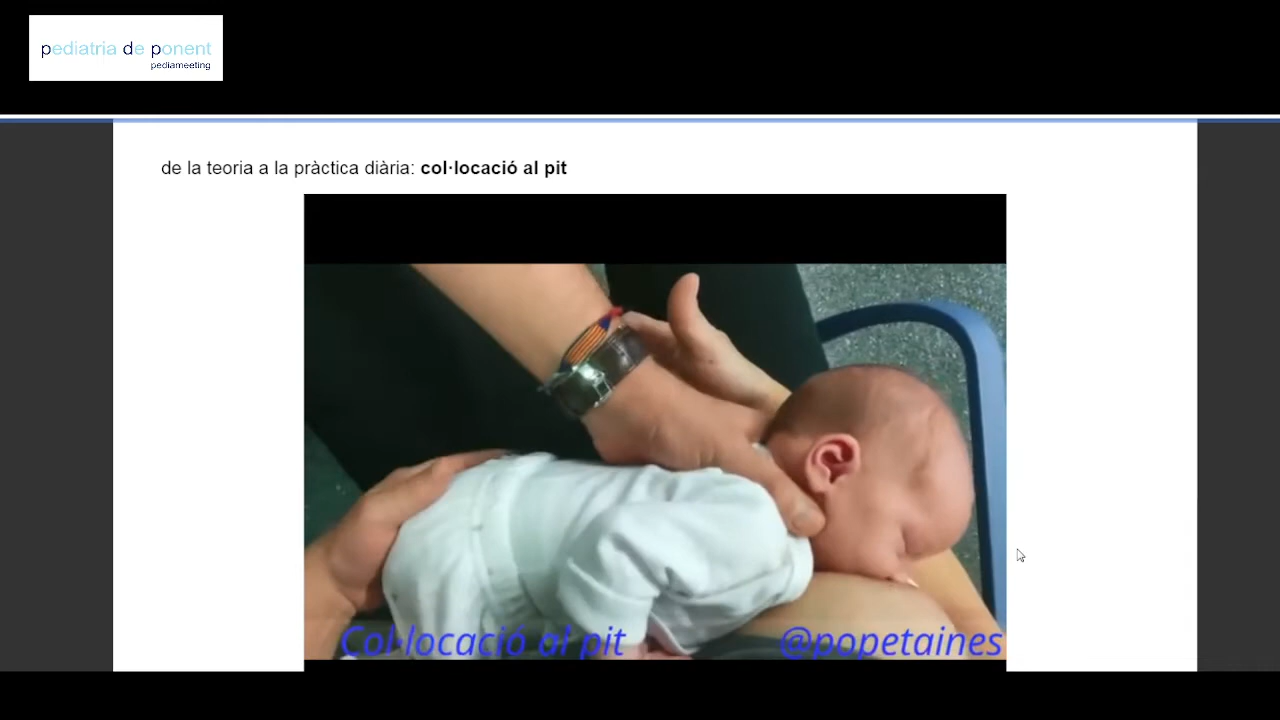 pediatria de ponent
pediameeting
de la teoria a la pràctica diària: col·locació al pit
Col·locació al pit @popetaines